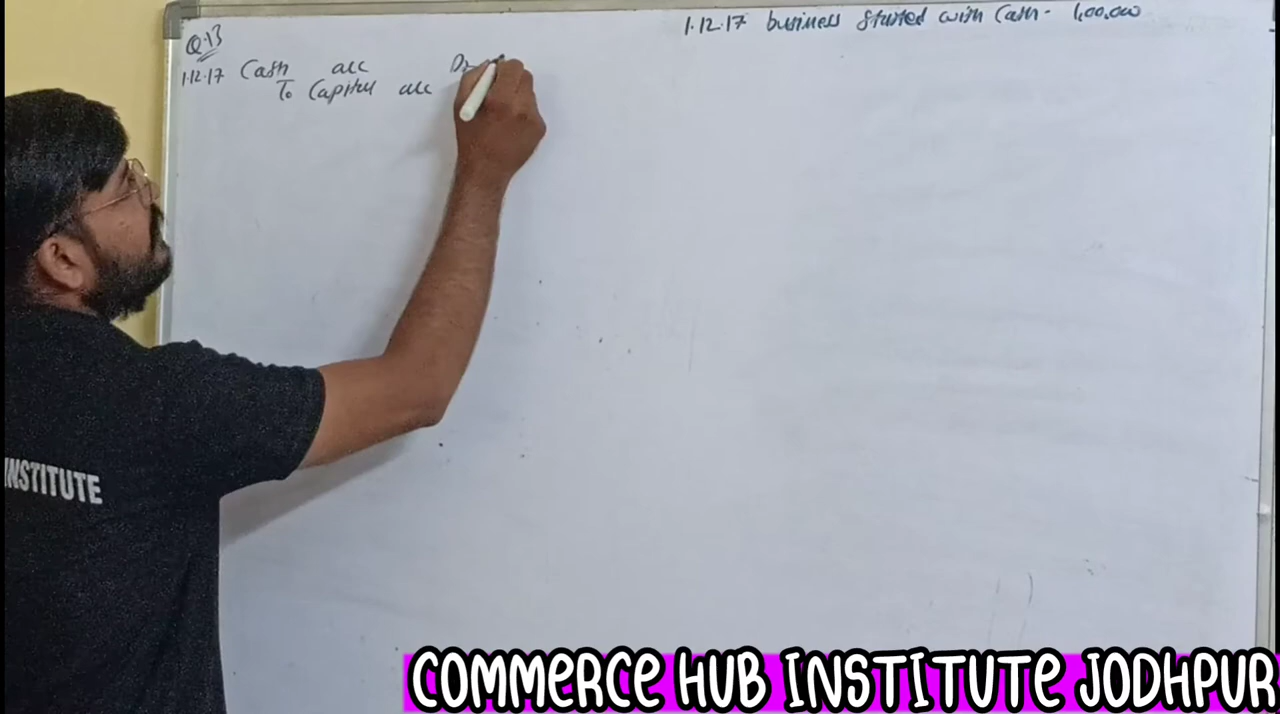 Q.13
1.12.17 Cash a/c Dr
To Capital a/c
1.12.17 business started with Cash - 1,00,000
INSTITUTE
COMMERCE HUB INSTITUTE JODHPUR